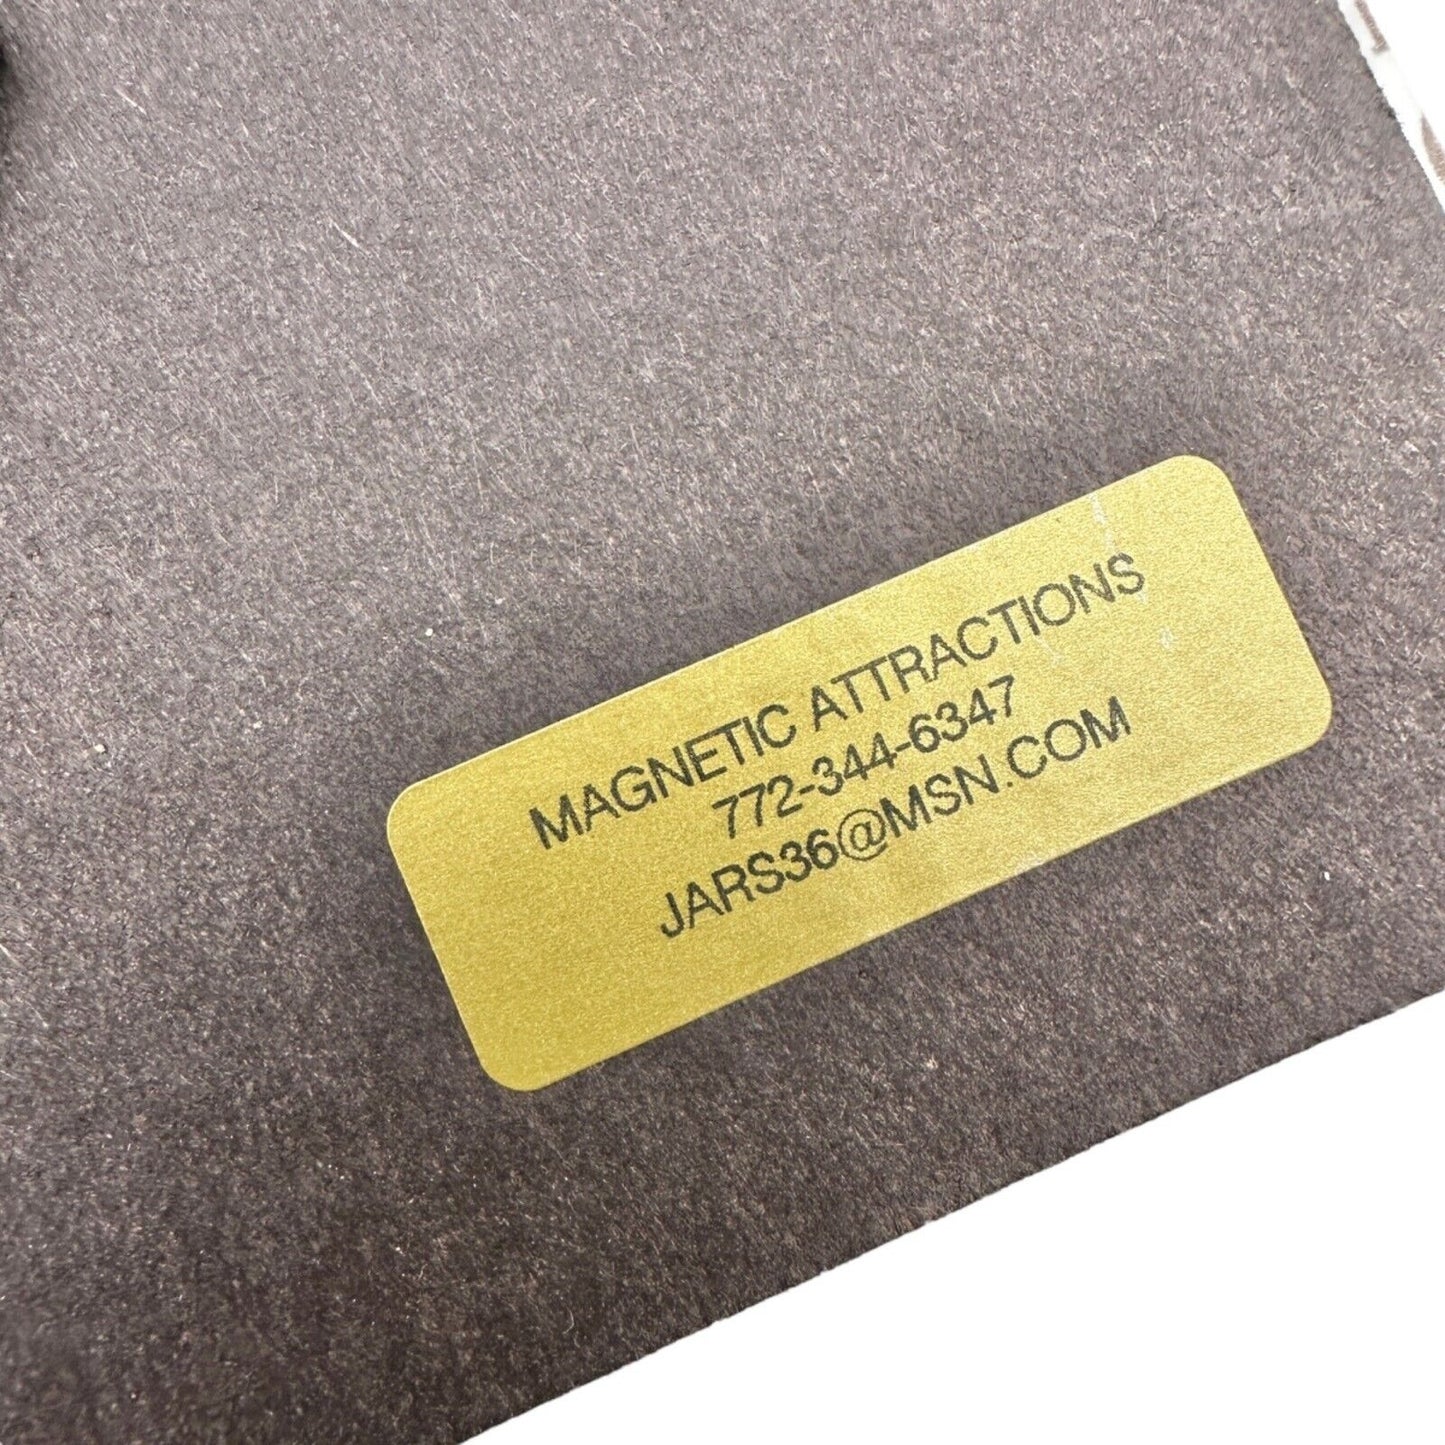 MAGNETIC ATTRACTIONS
772-344-6347
JARS36@MSN.COM